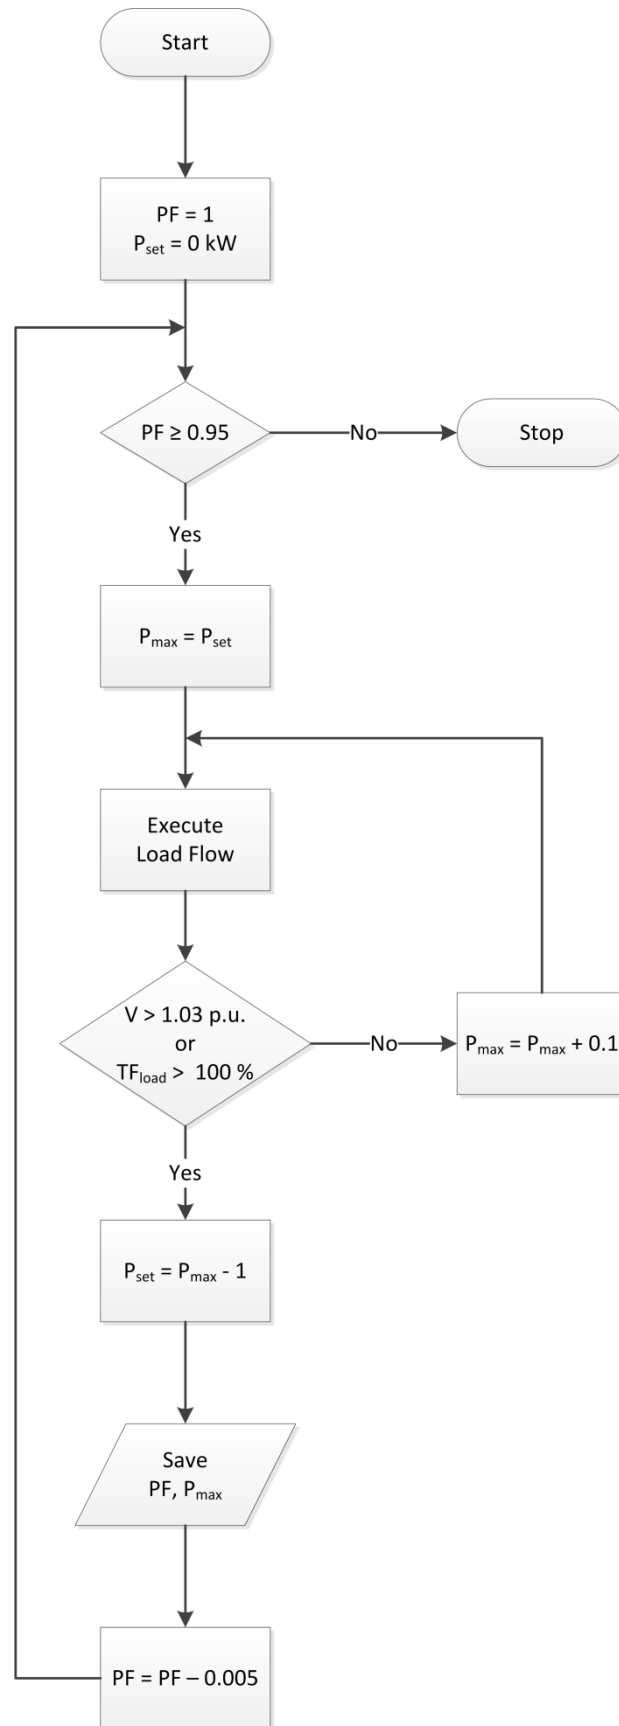 Start
PF = 1
Pset = 0 kW
PF ≥ 0.95
No
Stop
Yes
Pmax = Pset
Execute
Load Flow
V > 1.03 p.u.
or
TFload > 100 %
No
Pmax = Pmax + 0.1
Yes
Pset = Pmax - 1
Save
PF, Pmax
PF = PF – 0.005